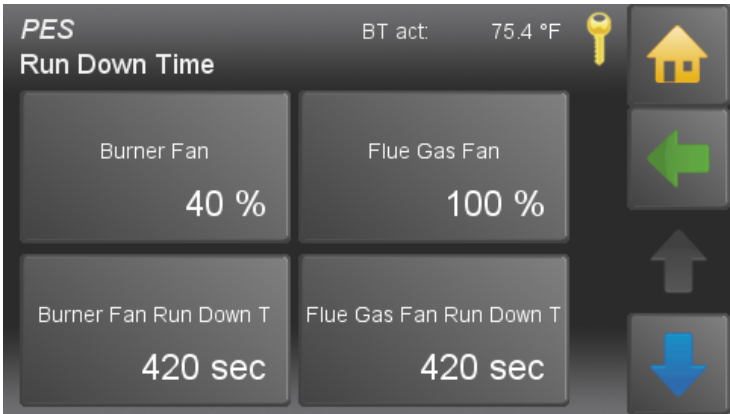 PES
BT act: 75.4 °F
Run Down Time
Burner Fan
40 %
Flue Gas Fan
100 %
Burner Fan Run Down T
420 sec
Flue Gas Fan Run Down T
420 sec